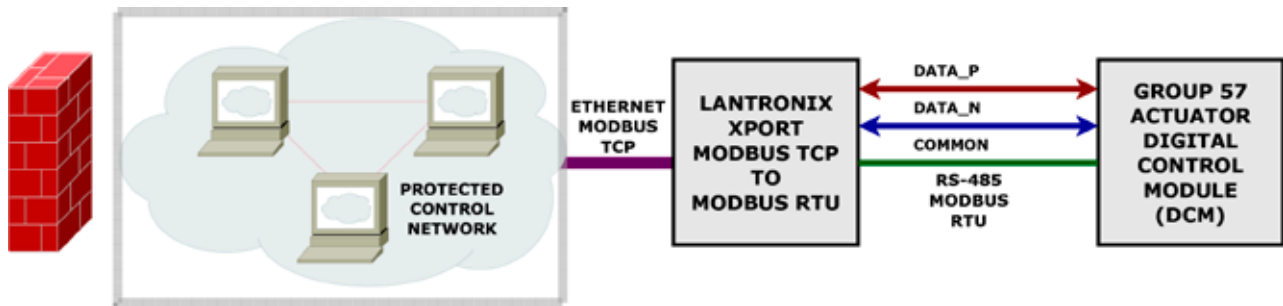 PROTECTED
CONTROL
NETWORK
ETHERNET
MODBUS
TCP
LANTRONIX
XPORT
MODBUS TCP
TO
MODBUS RTU
DATA_P
DATA_N
COMMON
RS-485
MODBUS
RTU
GROUP 57
ACTUATOR
DIGITAL
CONTROL
MODULE
(DCM)